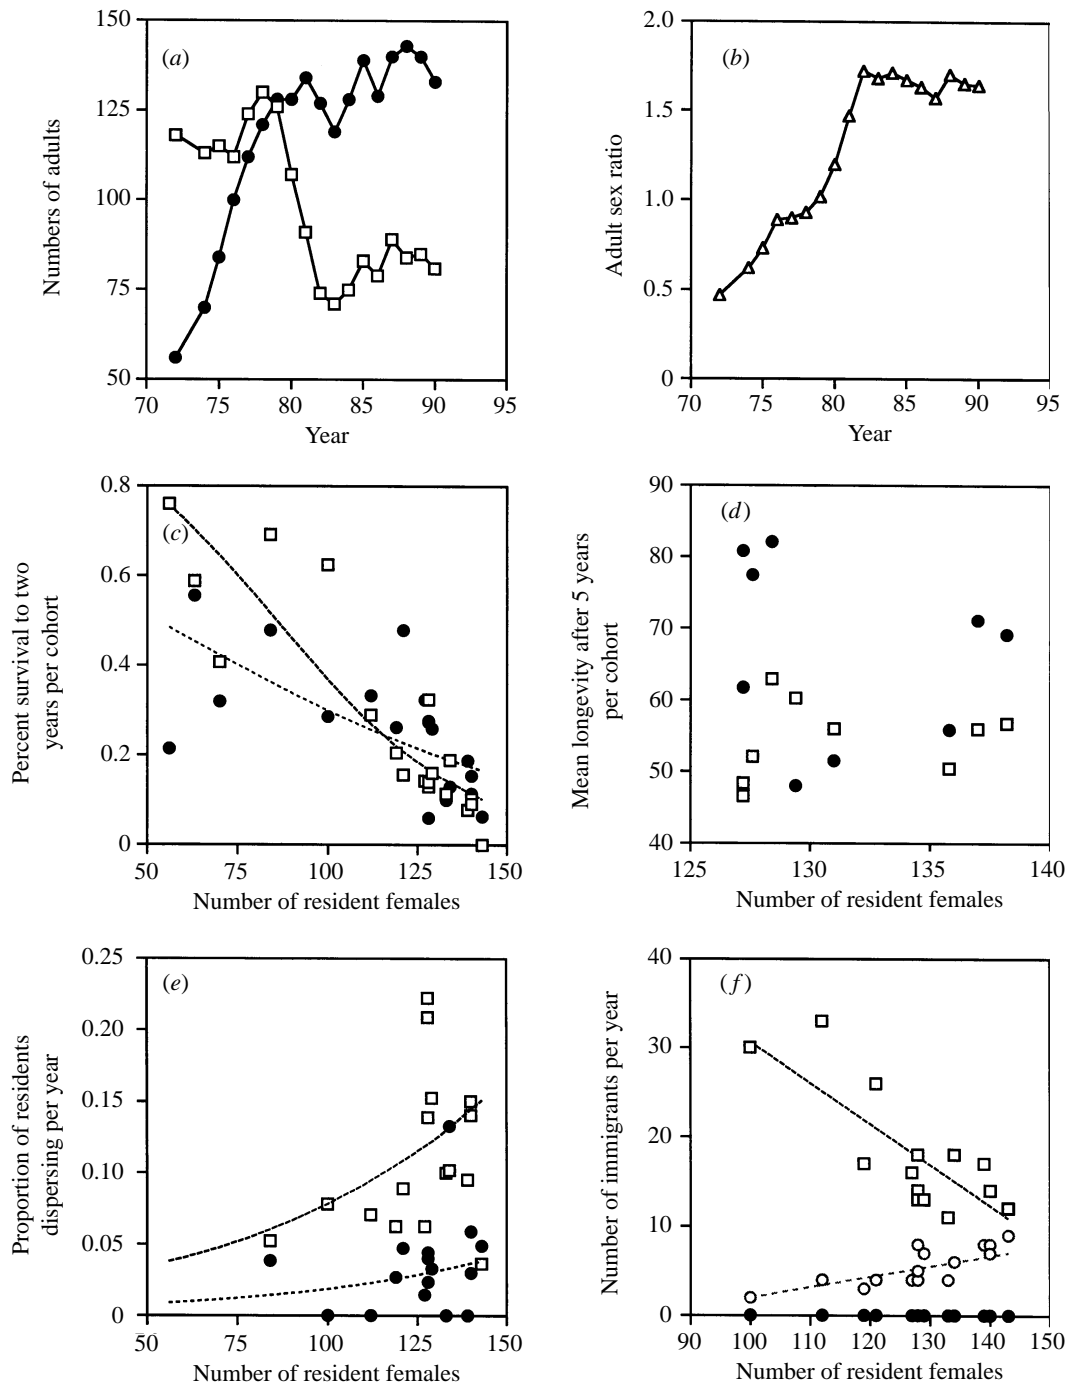 (a)
150
125
100
75
50
Numbers of adults
70 75 80 85 90 95
Year
(b)
2.0
1.5
1.0
0.5
0
Adult sex ratio
70 75 80 85 90 95
Year
(c)
0.8
0.6
0.4
0.2
0
Percent survival to two
years per cohort
50 75 100 125 150
Number of resident females
(d)
90
80
70
60
50
40
Mean longevity after 5 years
per cohort
125 130 135 140
Number of resident females
(e)
0.25
0.20
0.15
0.10
0.05
0
Proportion of residents
dispersing per year
50 75 100 125 150
Number of resident females
(f)
40
30
20
10
0
Number of immigrants per year
90 100 110 120 130 140 150
Number of resident females